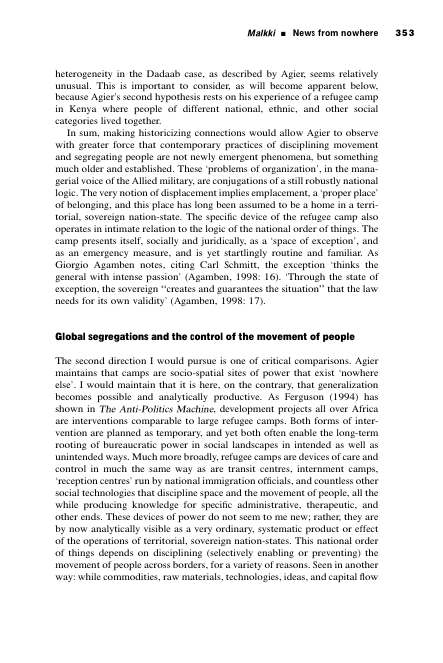 Malkki ■ News from nowhere 353
heterogeneity in the Dadaab case, as described by Agier, seems relatively
unusual. This is important to consider, as will become apparent below,
because Agier's second hypothesis rests on his experience of a refugee camp
in Kenya where people of different national, ethnic, and other social
categories lived together.
In sum, making historicizing connections would allow Agier to observe
with greater force that contemporary practices of disciplining movement
and segregating people are not newly emergent phenomena, but something
much older and established. These 'problems of organization', in the mana-
gerial voice of the Allied military, are conjugations of a still robustly national
logic. The very notion of displacement implies emplacement, a 'proper place'
of belonging, and this place has long been assumed to be a home in a terri-
torial, sovereign nation-state. The specific device of the refugee camp also
operates in intimate relation to the logic of the national order of things. The
camp presents itself, socially and juridically, as a 'space of exception', and
as an emergency measure, and is yet startlingly routine and familiar. As
Giorgio Agamben notes, citing Carl Schmitt, the exception 'thinks the
general with intense passion' (Agamben, 1998: 16). 'Through the state of
exception, the sovereign "creates and guarantees the situation" that the law
needs for its own validity' (Agamben, 1998: 17).
Global segregations and the control of the movement of people
The second direction I would pursue is one of critical comparisons. Agier
maintains that camps are socio-spatial sites of power that exist 'nowhere
else'. I would maintain that it is here, on the contrary, that generalization
becomes possible and analytically productive. As Ferguson (1994) has
shown in The Anti-Politics Machine, development projects all over Africa
are interventions comparable to large refugee camps. Both forms of inter-
vention are planned as temporary, and yet both often enable the long-term
rooting of bureaucratic power in social landscapes in intended as well as
unintended ways. Much more broadly, refugee camps are devices of care and
control in much the same way as are transit centres, internment camps,
'reception centres' run by national immigration officials, and countless other
social technologies that discipline space and the movement of people, all the
while producing knowledge for specific administrative, therapeutic, and
other ends. These devices of power do not seem to me new; rather, they are
by now analytically visible as a very ordinary, systematic product or effect
of the operations of territorial, sovereign nation-states. This national order
of things depends on disciplining (selectively enabling or preventing) the
movement of people across borders, for a variety of reasons. Seen in another
way: while commodities, raw materials, technologies, ideas, and capital flow